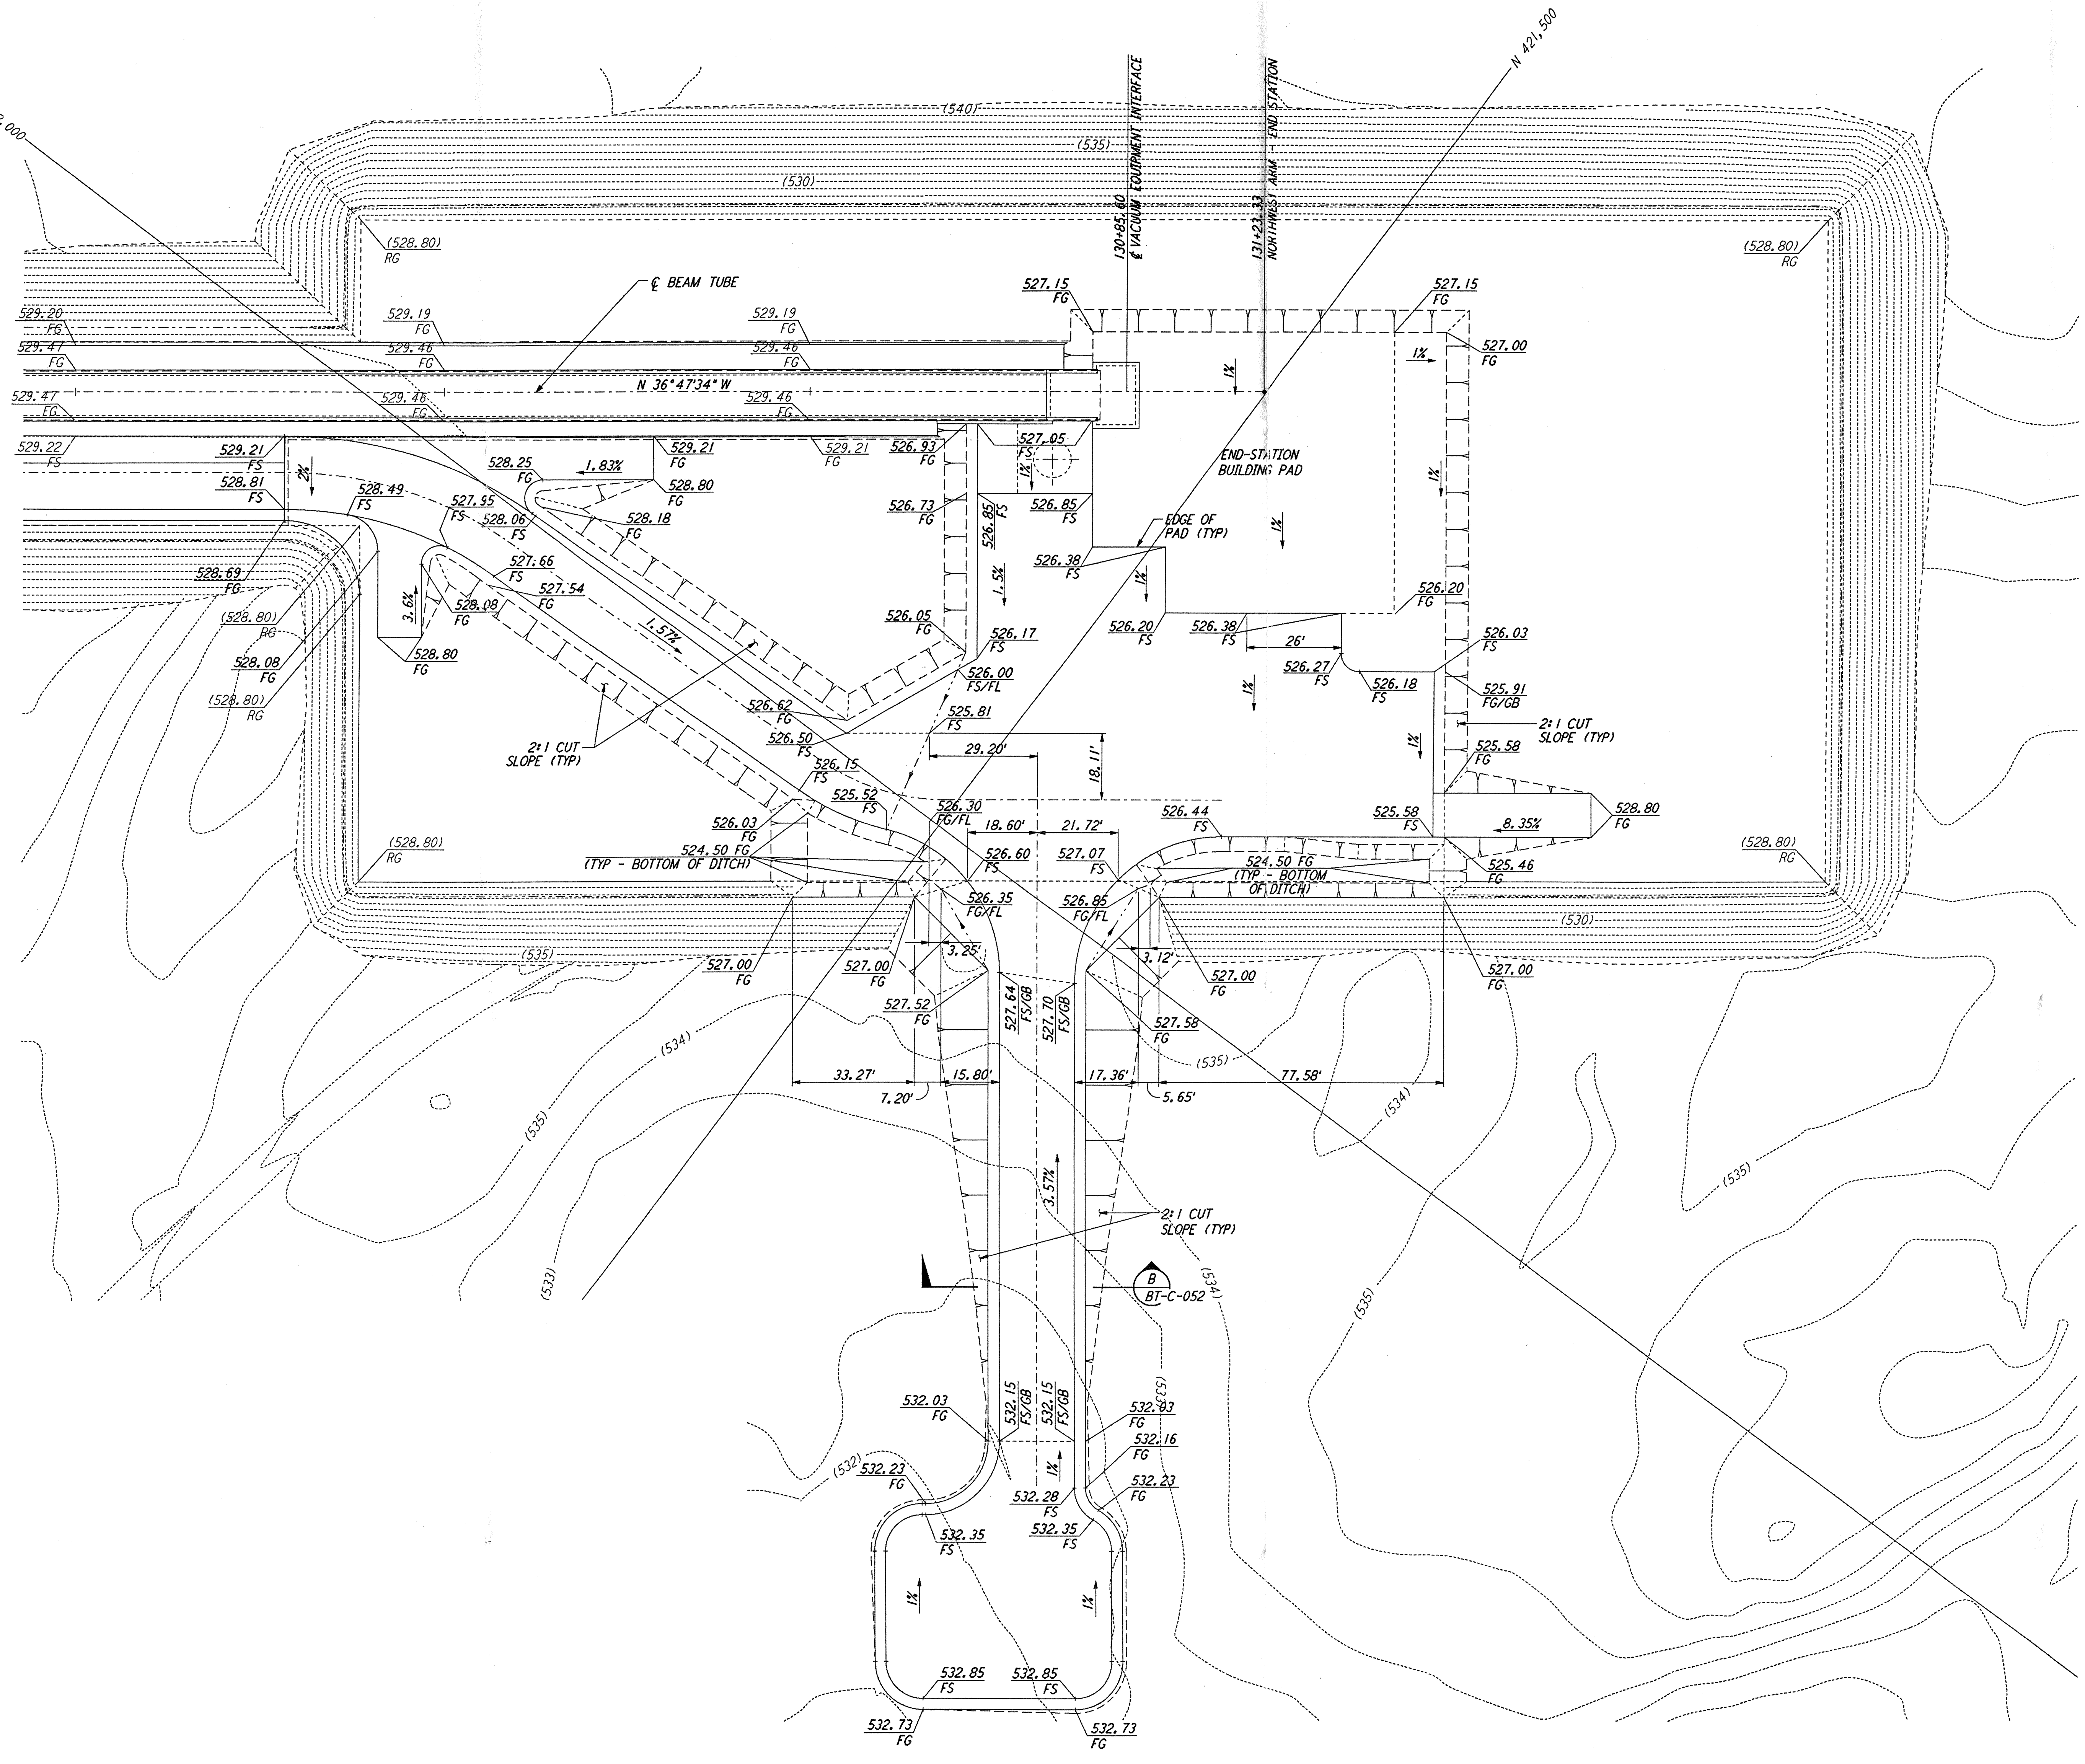 N 421,500
,000
(540)
(535)
(530)
130+85.60
℄ VACUUM EQUIPMENT INTERFACE
131+23.33
NORTHWEST ARM - END STATION
(528.80)
RG
(528.80)
RG
℄ BEAM TUBE
527.15
FG
527.15
FG
529.20
FG
529.19
FG
529.19
FG
529.47
FG
529.46
FG
529.46
FG
1%
1%
527.00
FG
N 36°47'34" W
529.47
FG
529.46
FG
529.46
FG
529.22
FS
529.21
FS
529.21
FG
529.21
FG
526.93
FG
527.05
FS
END-STATION
BUILDING PAD
2%
528.25
FG
1.83%
1%
1%
528.81
FS
528.49
FS
527.95
FS
528.80
FG
528.06
FS
528.18
FG
526.73
FG
526.85
FS
526.85
FS
EDGE OF
PAD (TYP)
1%
526.38
FS
528.69
FG
527.66
FS
527.54
FG
1.5%
1%
526.20
FG
3.6%
528.08
FG
(528.80)
RG
1.57%
526.05
FG
526.17
FS
526.20
FS
526.38
FS
526.03
FS
26'
528.80
FG
528.08
FG
526.00
FS/FL
526.27
FS
526.18
FS
525.91
FG/GB
(528.80)
RG
526.62
FG
1%
525.81
FS
526.50
FS
2:1 CUT
SLOPE (TYP)
29.20'
1%
2:1 CUT
SLOPE (TYP)
525.58
FG
18.11'
526.15
FS
525.52
FS
526.30
FG/FL
526.44
FS
525.58
FS
528.80
FG
526.03
FG
18.60'
21.72'
8.35%
(528.80)
RG
524.50 FG
(TYP - BOTTOM OF DITCH)
526.60
FS
527.07
FS
524.50 FG
(TYP - BOTTOM
OF DITCH)
525.46
FG
(528.80)
RG
526.35
FG/FL
526.85
FG/FL
(530)
(535)
3.25'
3.12'
527.00
FG
527.00
FG
527.00
FG
527.00
FG
527.52
FG
527.64
FS/GB
527.70
FS/GB
527.58
FG
(534)
(535)
33.27'
15.80'
17.36'
77.58'
7.20'
5.65'
(534)
(535)
(535)
3.57%
2:1 CUT
SLOPE (TYP)
(533)
B
BT-C-052
(534)
(535)
532.03
FG
532.15
FS/GB
532.15
FS/GB
(533)
532.03
FG
532.16
FG
(532)
532.23
FG
1%
532.23
FG
532.28
FS
532.35
FS
532.35
FS
1%
1%
532.85
FS
532.85
FS
532.73
FG
532.73
FG